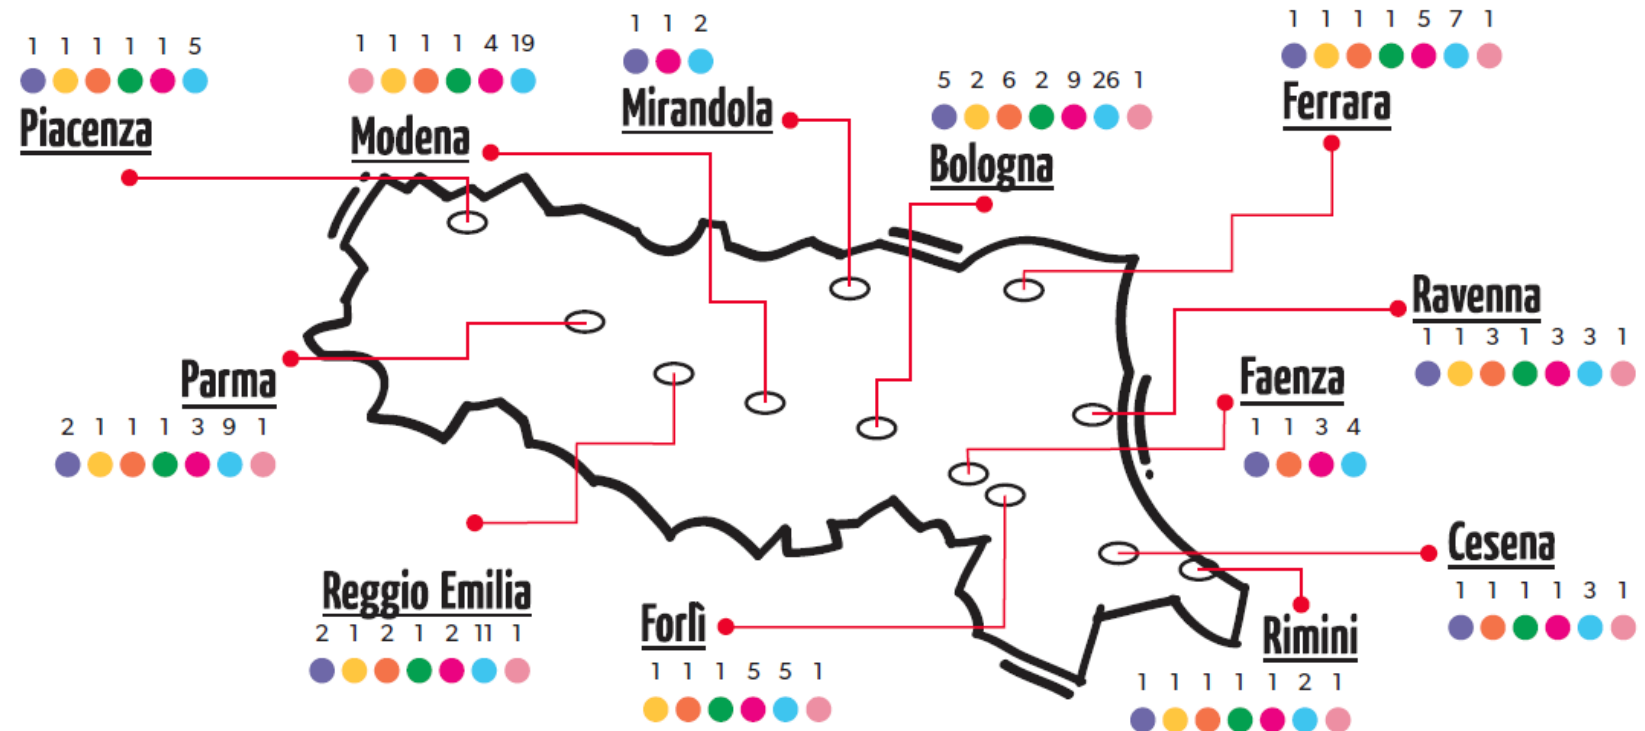 1 1 1 1 1 5
Piacenza
1 1 1 1 4 19
Modena
1 1 2
Mirandola
5 2 6 2 9 26 1
Bologna
1 1 1 1 5 7 1
Ferrara
Ravenna
1 1 3 1 3 3 1
Parma
2 1 1 1 3 9 1
Faenza
1 1 3 4
Reggio Emilia
2 1 2 1 2 11 1
Forlì
1 1 1 5 5 1
Cesena
1 1 1 1 3 1
Rimini
1 1 1 1 1 2 1